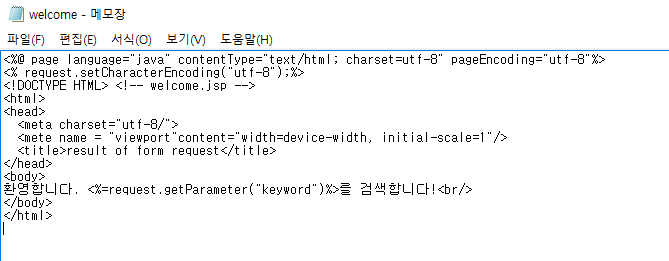 welcome - 메모장
파일(F) 편집(E) 서식(O) 보기(V) 도움말(H)
<%@ page language="java" contentType="text/html; charset=utf-8" pageEncoding="utf-8"%>
<% request.setCharacterEncoding("utf-8");%>
<!DOCTYPE HTML> <!-- welcome.jsp -->
<html>
<head>
  <meta charset="utf-8/">
  <mete name = "viewport"content="width=device-width, initial-scale=1"/>
  <title>result of form request</title>
</head>
<body>
환영합니다. <%=request.getParameter("keyword")%>를 검색합니다!<br/>
</body>
</html>